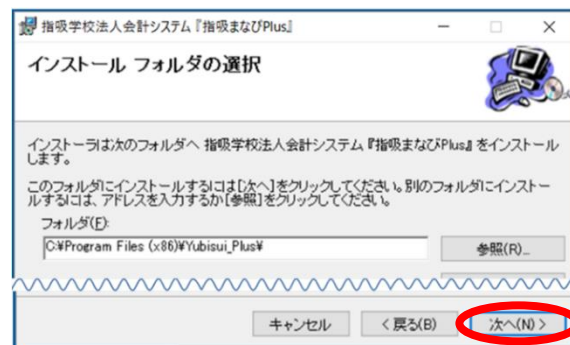 指吸学校法人会計システム『指吸まなびPlus』
インストール フォルダの選択
インストーラは次のフォルダへ 指吸学校法人会計システム『指吸まなびPlus』をインストール
します。
このフォルダにインストールするには[次へ]をクリックしてください。別のフォルダにインストー
ルするには、アドレスを入力するか[参照]をクリックしてください。
フォルダ(F):
C:¥Program Files (x86)¥Yubisui_Plus¥
参照(R)...
キャンセル
< 戻る(B)
次へ(N) >